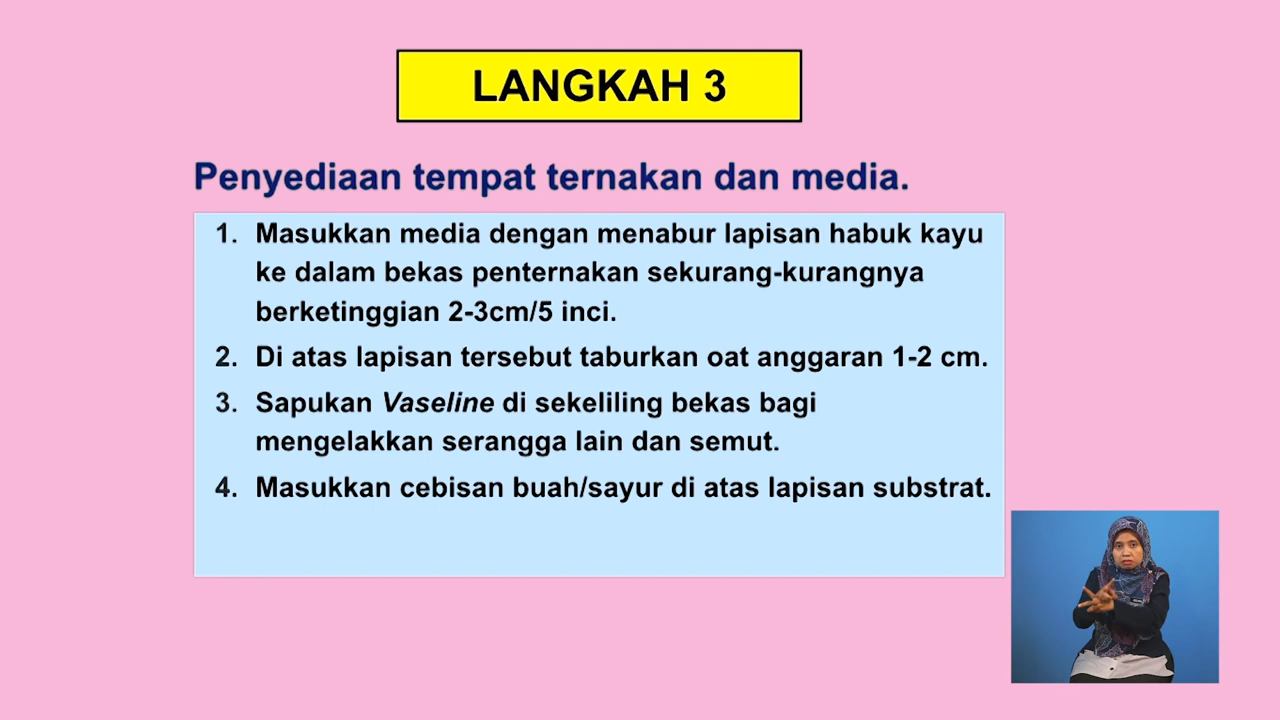 LANGKAH 3
Penyediaan tempat ternakan dan media.
1. Masukkan media dengan menabur lapisan habuk kayu
ke dalam bekas penternakan sekurang-kurangnya
berketinggian 2-3cm/5 inci.
2. Di atas lapisan tersebut taburkan oat anggaran 1-2 cm.
3. Sapukan Vaseline di sekeliling bekas bagi
mengelakkan serangga lain dan semut.
4. Masukkan cebisan buah/sayur di atas lapisan substrat.